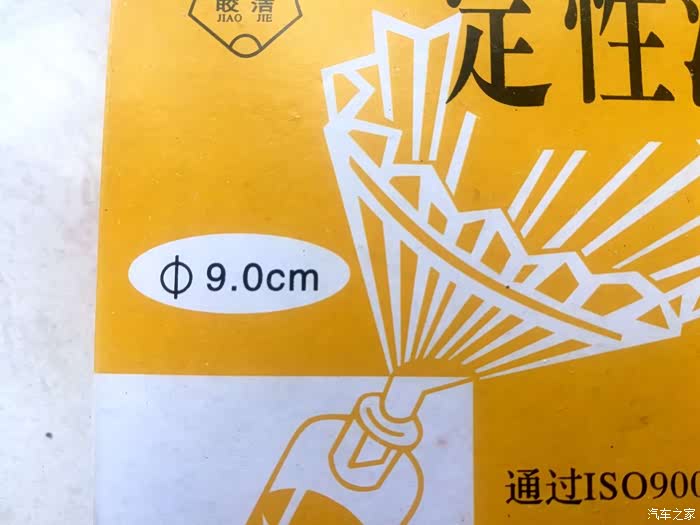 皎洁
JIAO JIE
定性
Φ 9.0cm
通过ISO900
汽车之家